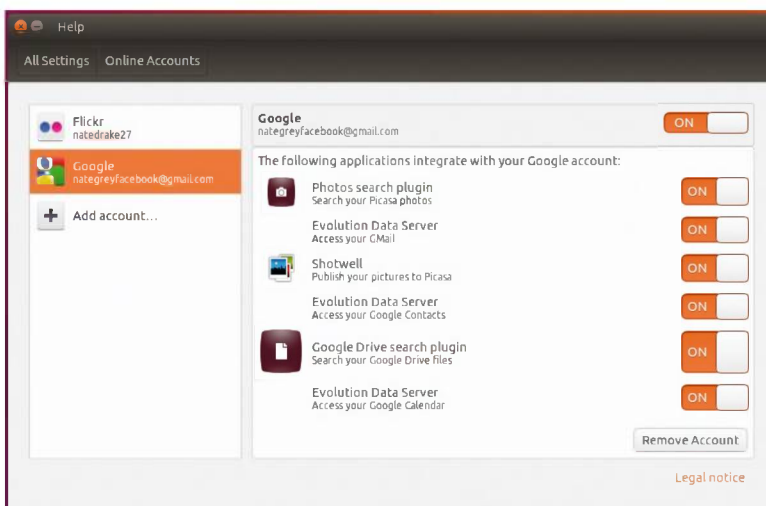 Help
All Settings Online Accounts
Flickr
natedrake27
Google
nategreyfacebook@gmail.com
Add account...
Google
nategreyfacebook@gmail.com
ON
The following applications integrate with your Google account:
Photos search plugin
Search your Picasa photos
ON
Evolution Data Server
Access your GMail
ON
Shotwell
Publish your pictures to Picasa
ON
Evolution Data Server
Access your Google Contacts
ON
Google Drive search plugin
Search your Google Drive files
ON
Evolution Data Server
Access your Google Calendar
ON
Remove Account
Legal notice